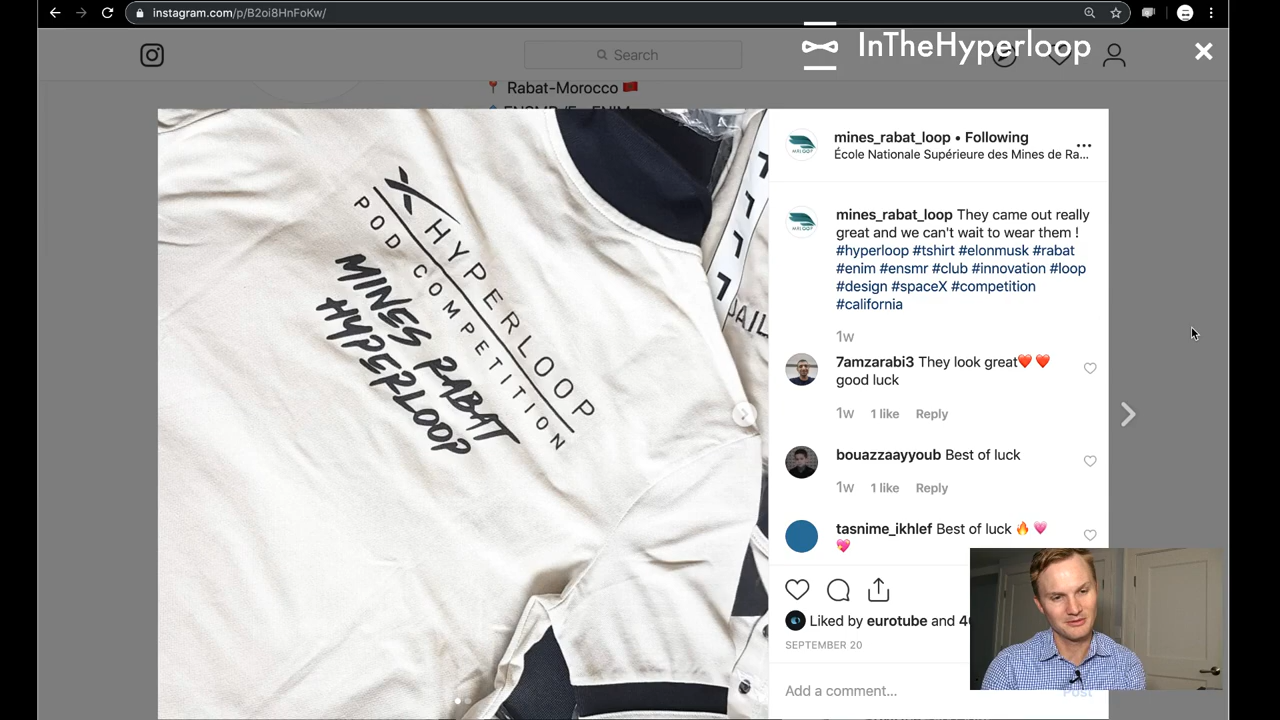 instagram.com/p/B2oi8HnFoKw/
InTheHyperloop
Search
Rabat-Morocco
mines_rabat_loop • Following
École Nationale Supérieure des Mines de Ra...
mines_rabat_loop They came out really
great and we can't wait to wear them !
#hyperloop #tshirt #elonmusk #rabat
#enim #ensmr #club #innovation #loop
#design #spaceX #competition
#california
1w
7amzarabi3 They look great❤️ ❤️
good luck
1w 1 like Reply
bouazzaayyoub Best of luck
1w 1 like Reply
tasnime_ikhlef Best of luck 🔥 💗
💖
Liked by eurotube and 4
SEPTEMBER 20
Add a comment...
Post
HYPERLOOP
POD COMPETITION
MINES RABAT
HYPERLOOP